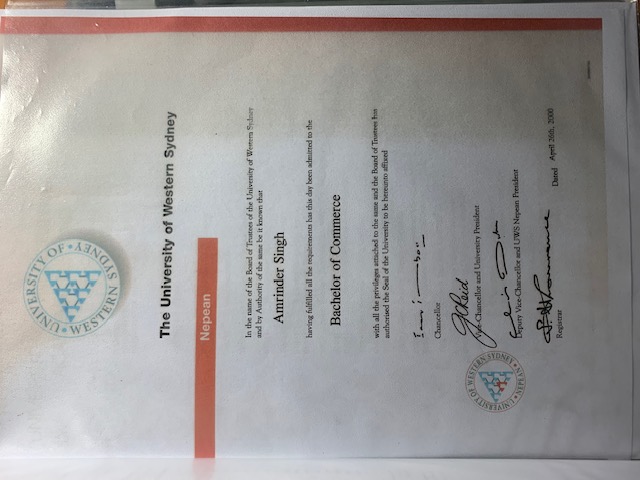 UNIVERSITY OF WESTERN SYDNEY
The University of Western Sydney
Nepean
In the name of the Board of Trustees of the University of Western Sydney
and by Authority of the same be it known that
Amrinder Singh
having fulfilled all the requirements has this day been admitted to the
Bachelor of Commerce
with all the privileges attached to the same and the Board of Trustees has
authorised the Seal of the University to be hereunto affixed
Chancellor
JCReid
Vice-Chancellor and University President
UNIVERSITY OF WESTERN SYDNEY
NEPEAN
Deputy Vice-Chancellor and UWS Nepean President
Registrar
Dated April 26th, 2000